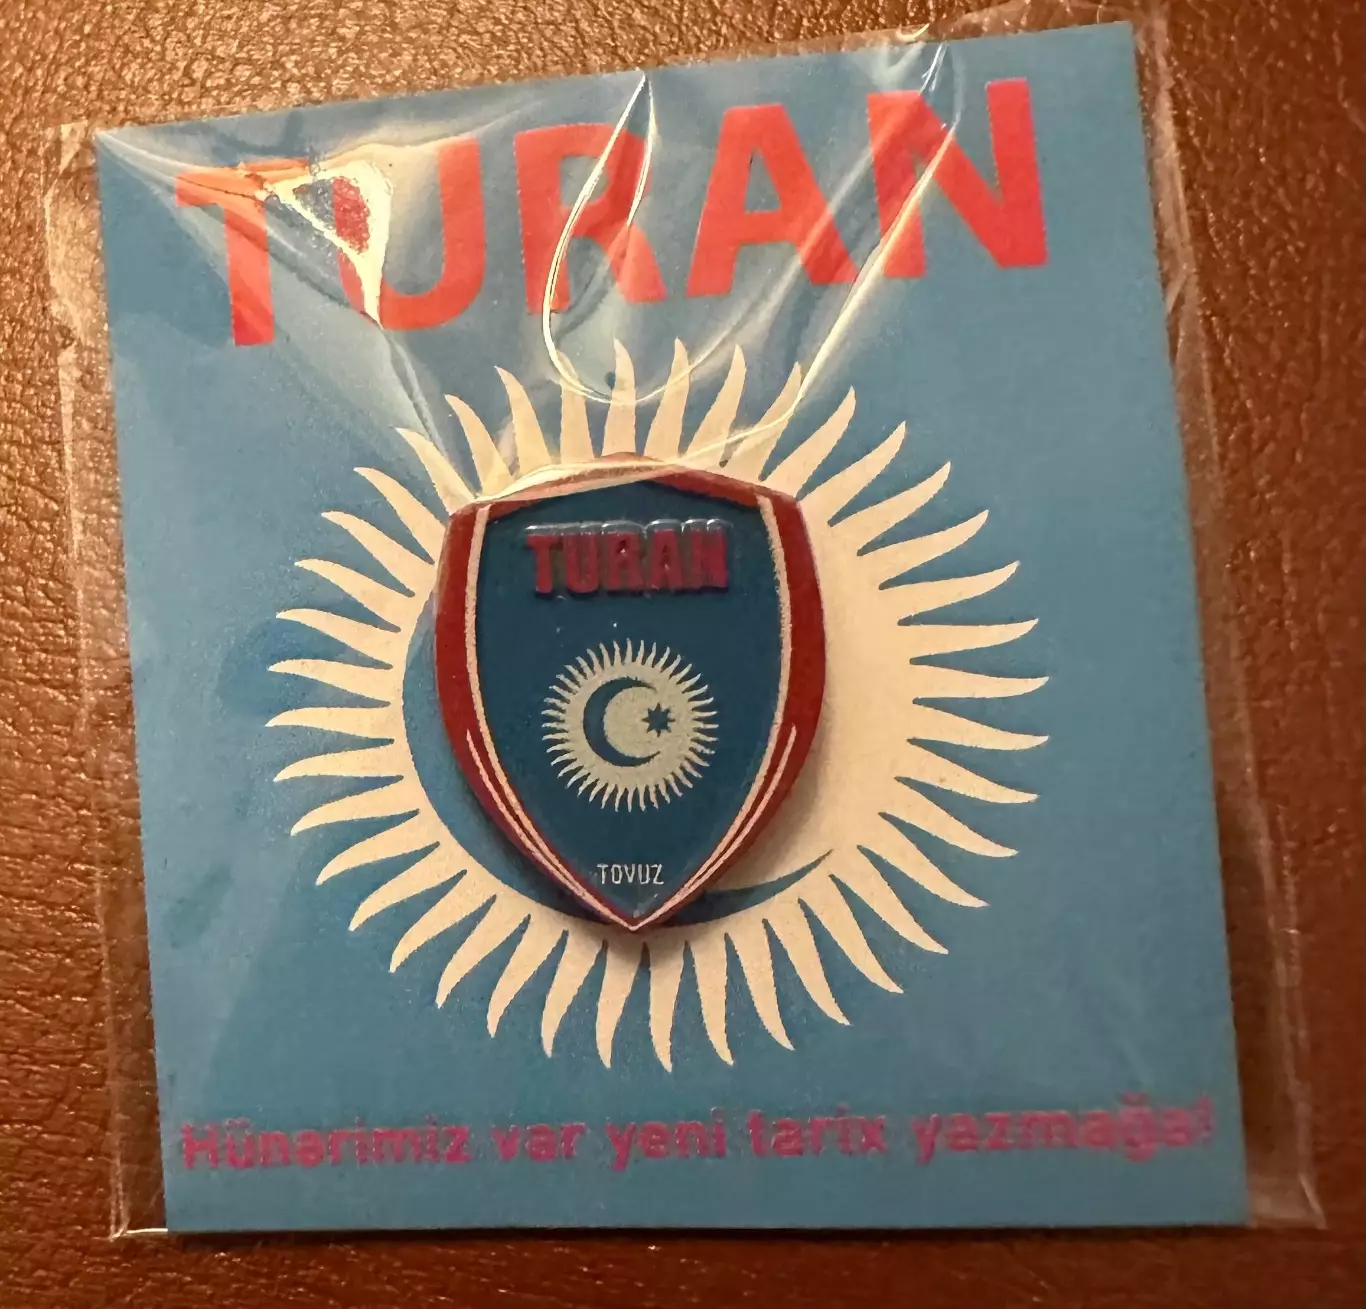 TURAN
TURAN
TOVUZ
Hünərimiz var yeni tarix yazmağa!